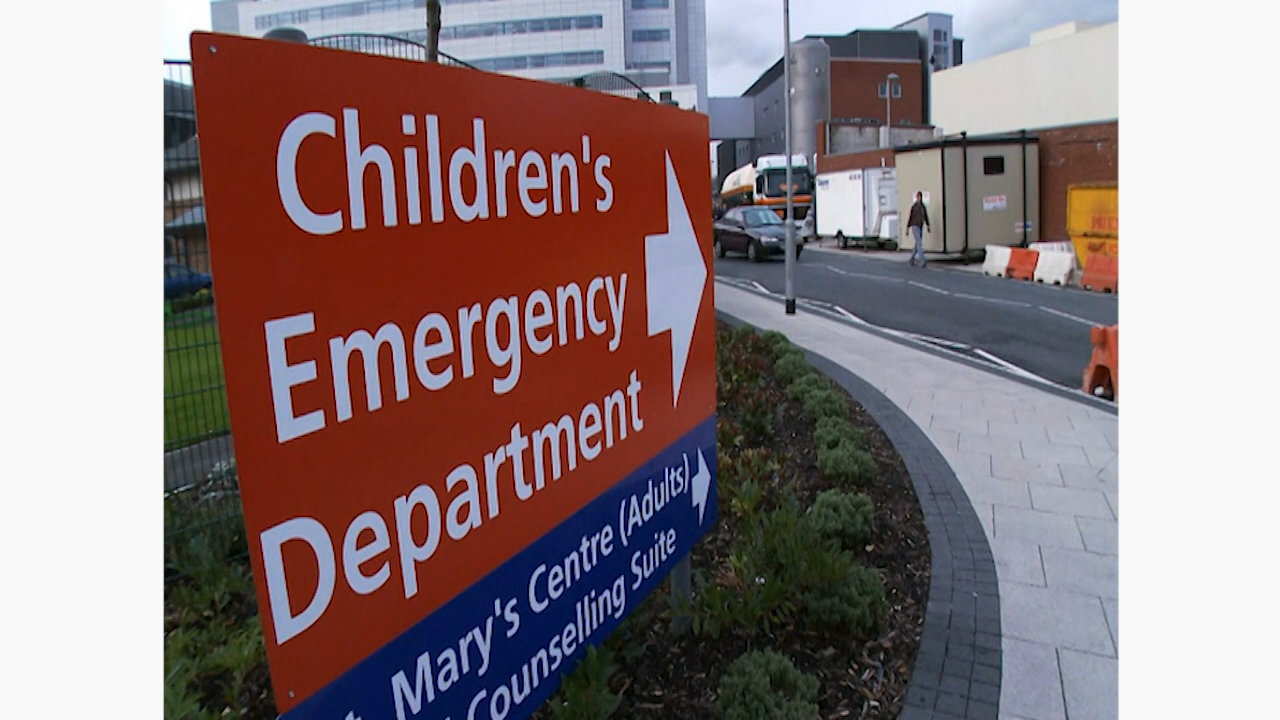 Children's
Emergency
Department
Mary's Centre (Adults)
Counselling Suite